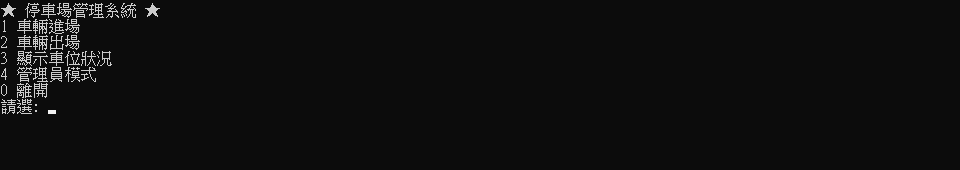 ★ 停車場管理系統 ★
1 車輛進場
2 車輛出場
3 顯示車位狀況
4 管理員模式
0 離開
請選: